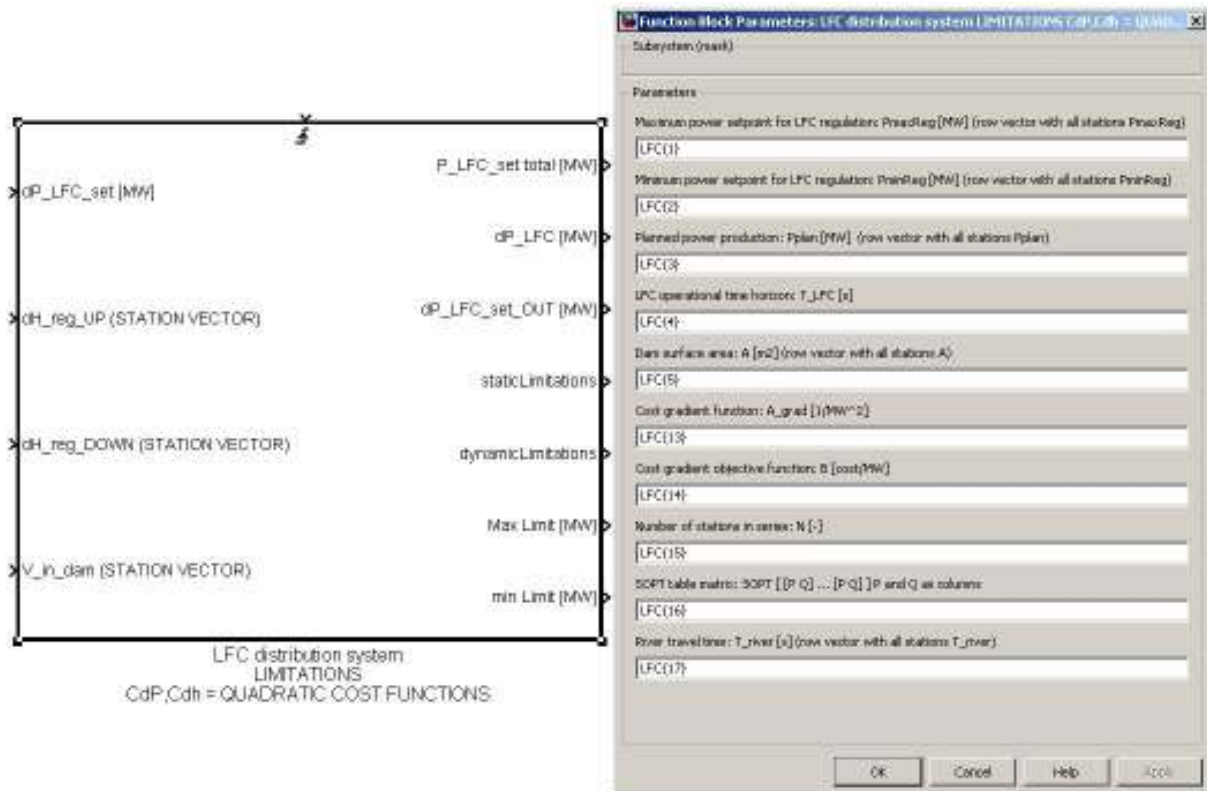 Function Block Parameters: LFC distribution system LIMITATIONS CdP,Cdh = QUAD...
Subsystem (mask)
Parameters
Maximum power setpoint for LFC regulation: PmaxReg [MW] (row vector with all stations PmaxReg)
LFC{1}
Minimum power setpoint for LFC regulation: PminReg [MW] (row vector with all stations PminReg)
LFC{2}
Planned power production: Pplan [MW] (row vector with all stations Pplan)
LFC{3}
LFC operational time horizon: T_LFC [s]
LFC{4}
Dam surface area: A [m2] (row vector with all stations A)
LFC{5}
Cost gradient function: A_grad [1/MW^2]
LFC{13}
Cost gradient objective function: B [cost/MW]
LFC{14}
Number of stations in series: N [-]
LFC{15}
SOPT table matrix: SOPT [ [P Q] ... [P Q] ] P and Q as columns
LFC{16}
River travel time: T_river [s] (row vector with all stations T_river)
LFC{17}
OK Cancel Help Apply
dP_LFC_set [MW]
dH_reg_UP (STATION VECTOR)
dH_reg_DOWN (STATION VECTOR)
V_in_dam (STATION VECTOR)
P_LFC_set total [MW]
dP_LFC [MW]
dP_LFC_set_OUT [MW]
staticLimitations
dynamicLimitations
Max Limit [MW]
min Limit [MW]
LFC distribution system
LIMITATIONS
CdP,Cdh = QUADRATIC COST FUNCTIONS